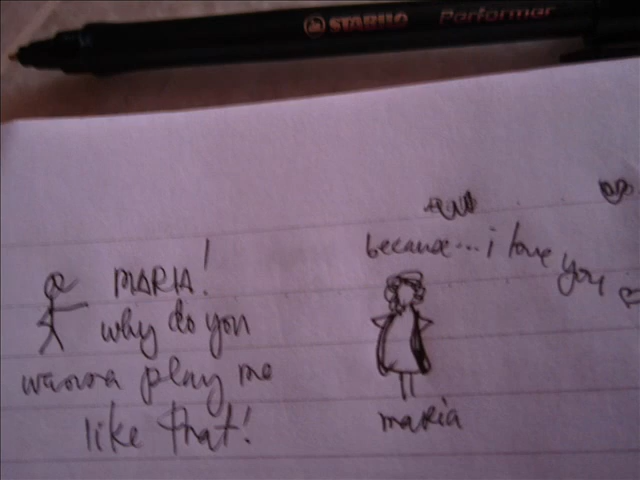 STABILO Performer
MARIA!
why do you
wanna play me
like that!
because... i love you
maria